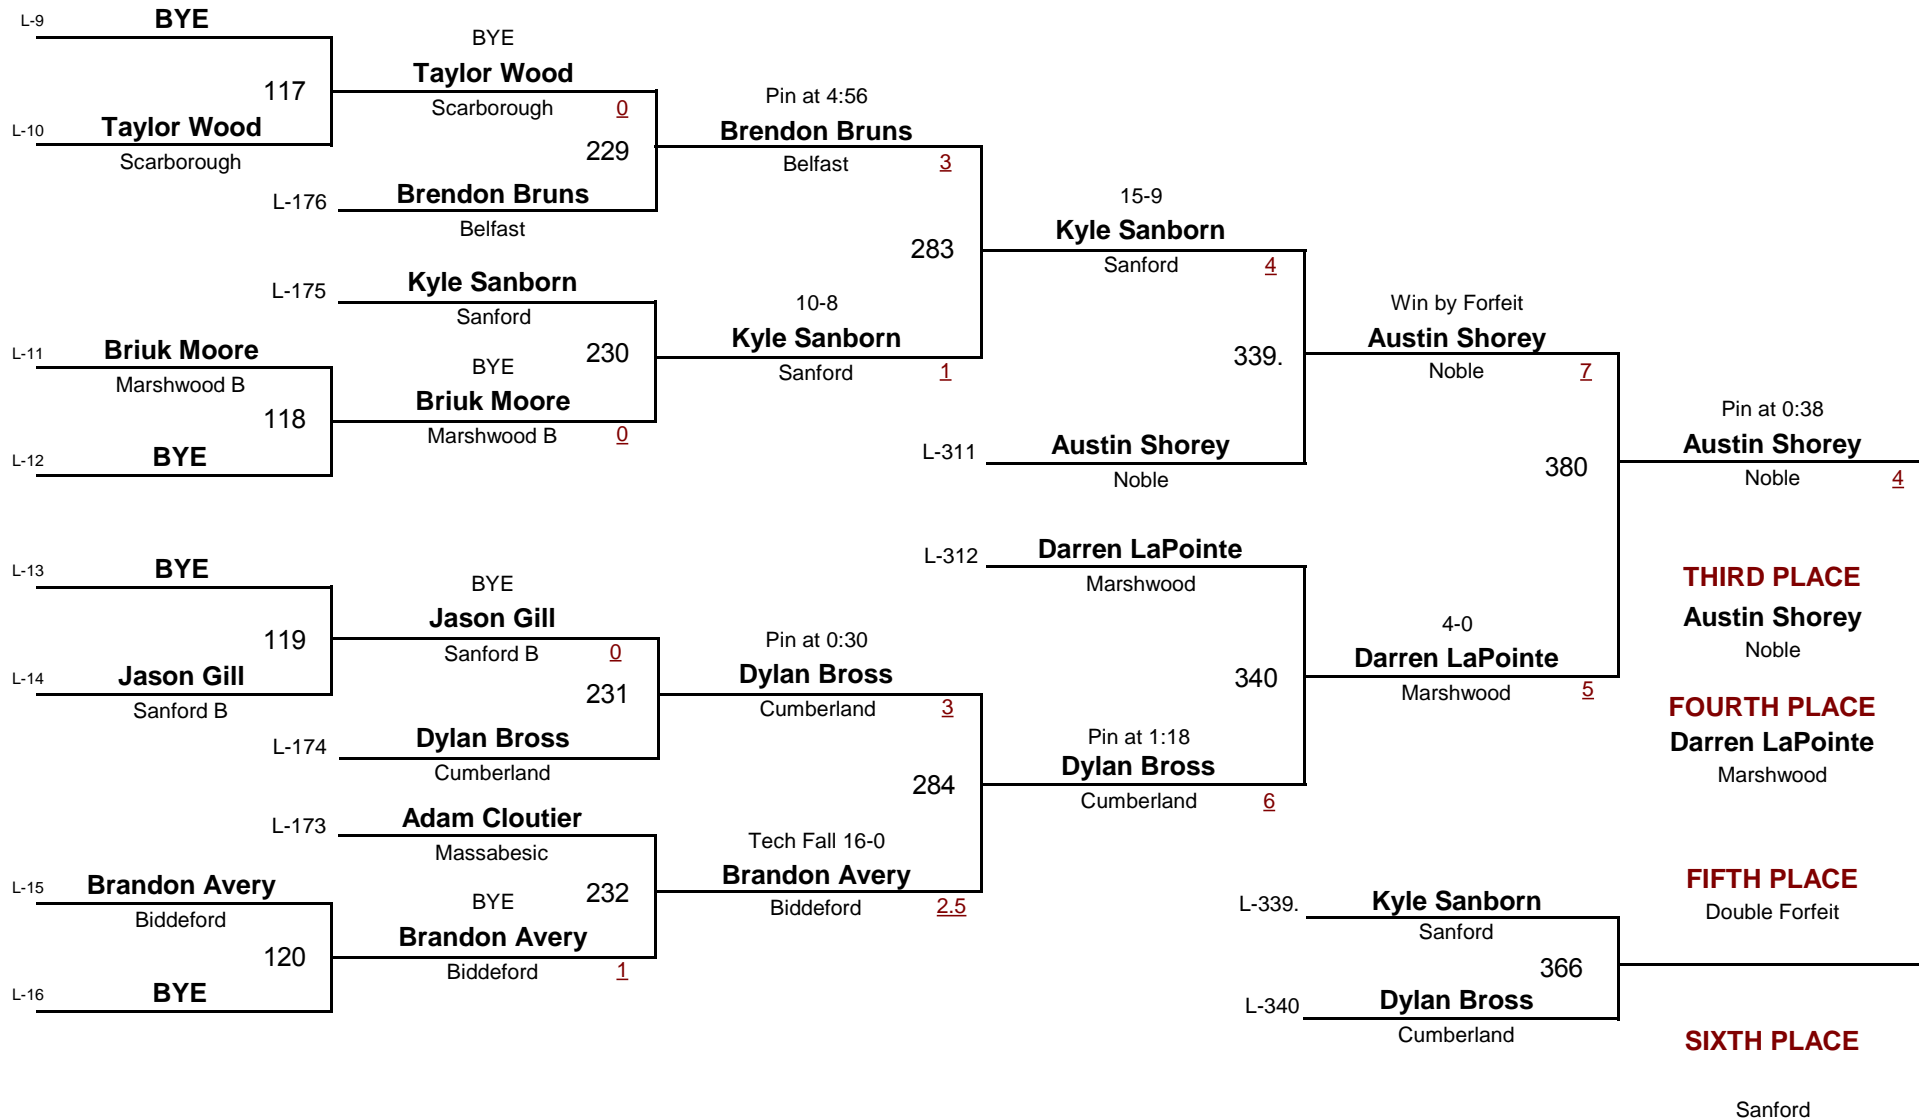 L-9
BYE
117
L-10
Taylor Wood
Scarborough
BYE
Taylor Wood
Scarborough
0
229
L-176
Brendon Bruns
Belfast
Pin at 4:56
Brendon Bruns
Belfast
3
283
L-175
Kyle Sanborn
Sanford
230
L-11
Briuk Moore
Marshwood B
118
L-12
BYE
BYE
Briuk Moore
Marshwood B
0
10-8
Kyle Sanborn
Sanford
1
15-9
Kyle Sanborn
Sanford
4
339.
L-311
Austin Shorey
Noble
Win by Forfeit
Austin Shorey
Noble
7
380
Pin at 0:38
Austin Shorey
Noble
4
L-13
BYE
119
L-14
Jason Gill
Sanford B
BYE
Jason Gill
Sanford B
0
231
L-174
Dylan Bross
Cumberland
Pin at 0:30
Dylan Bross
Cumberland
3
284
L-173
Adam Cloutier
Massabesic
232
L-15
Brandon Avery
Biddeford
120
L-16
BYE
BYE
Brandon Avery
Biddeford
1
Tech Fall 16-0
Brandon Avery
Biddeford
2.5
L-312
Darren LaPointe
Marshwood
340
Pin at 1:18
Dylan Bross
Cumberland
6
4-0
Darren LaPointe
Marshwood
5
THIRD PLACE
Austin Shorey
Noble
FOURTH PLACE
Darren LaPointe
Marshwood
L-339.
Kyle Sanborn
Sanford
366
L-340
Dylan Bross
Cumberland
FIFTH PLACE
Double Forfeit
SIXTH PLACE
Sanford